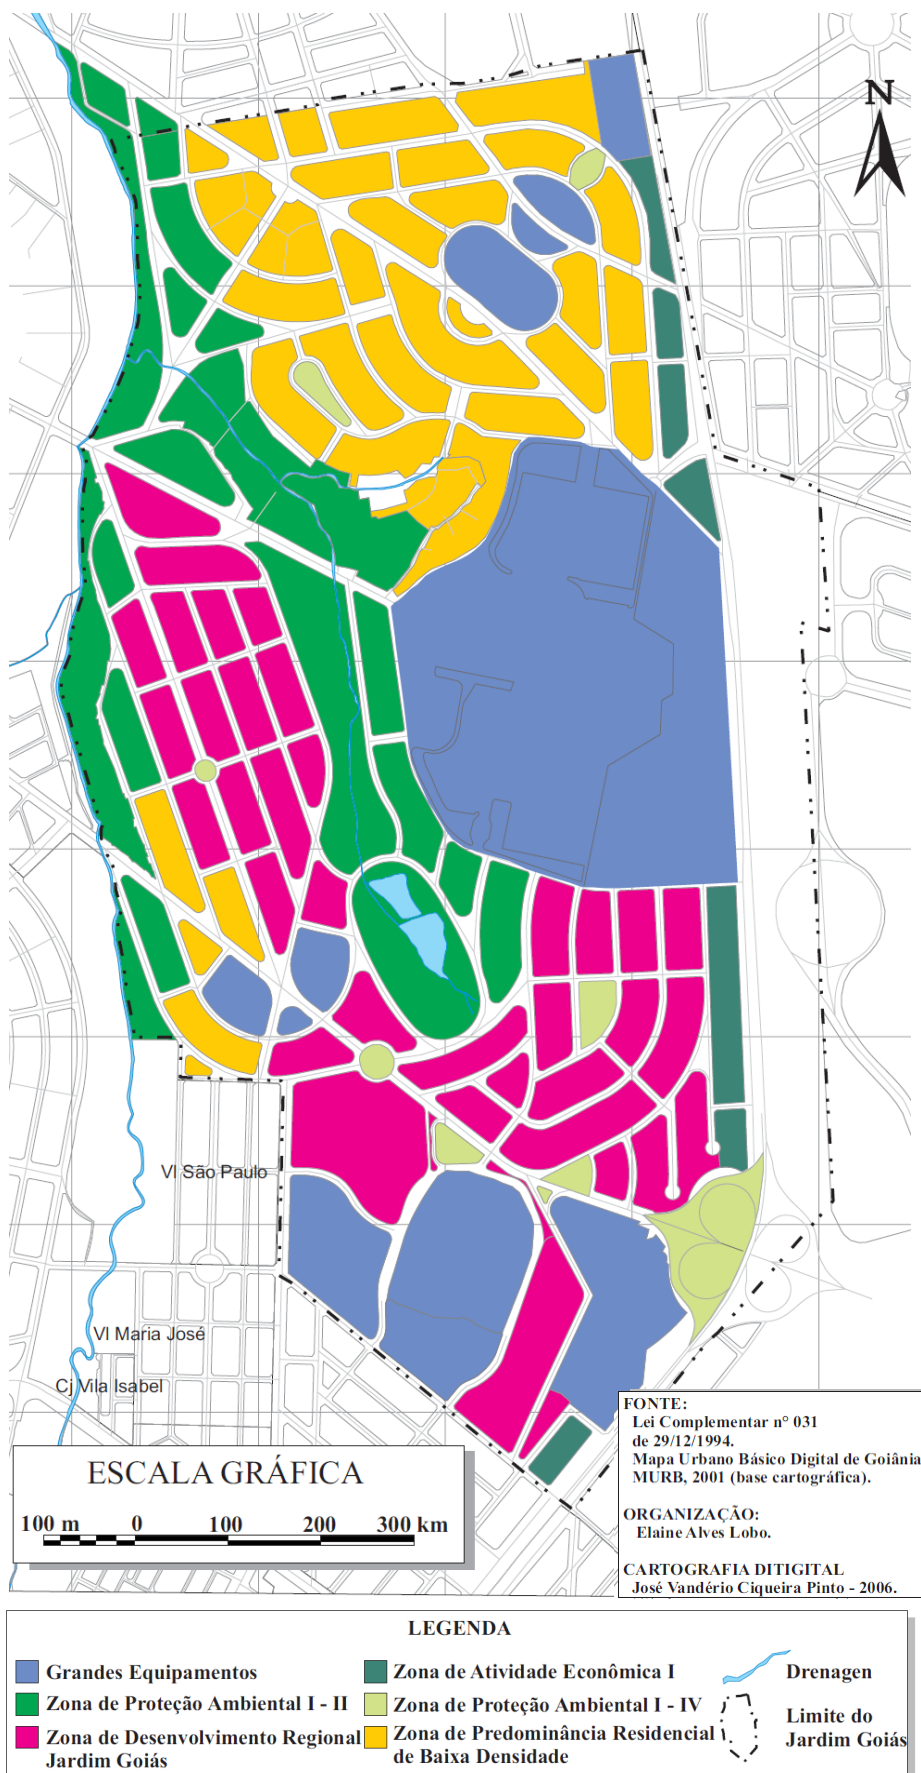 N
Vl São Paulo
Vl Maria José
Cj Vila Isabel
FONTE:
Lei Complementar n° 031
de 29/12/1994.
Mapa Urbano Básico Digital de Goiânia
MURB, 2001 (base cartográfica).
ORGANIZAÇÃO:
Elaine Alves Lobo.
CARTOGRAFIA DITIGITAL
José Vandério Ciqueira Pinto - 2006.
ESCALA GRÁFICA
100 m 0 100 200 300 km
LEGENDA
Grandes Equipamentos
Zona de Proteção Ambiental I - II
Zona de Desenvolvimento Regional
Jardim Goiás
Zona de Atividade Econômica I
Zona de Proteção Ambiental I - IV
Zona de Predominância Residencial
de Baixa Densidade
Drenagen
Limite do
Jardim Goiás